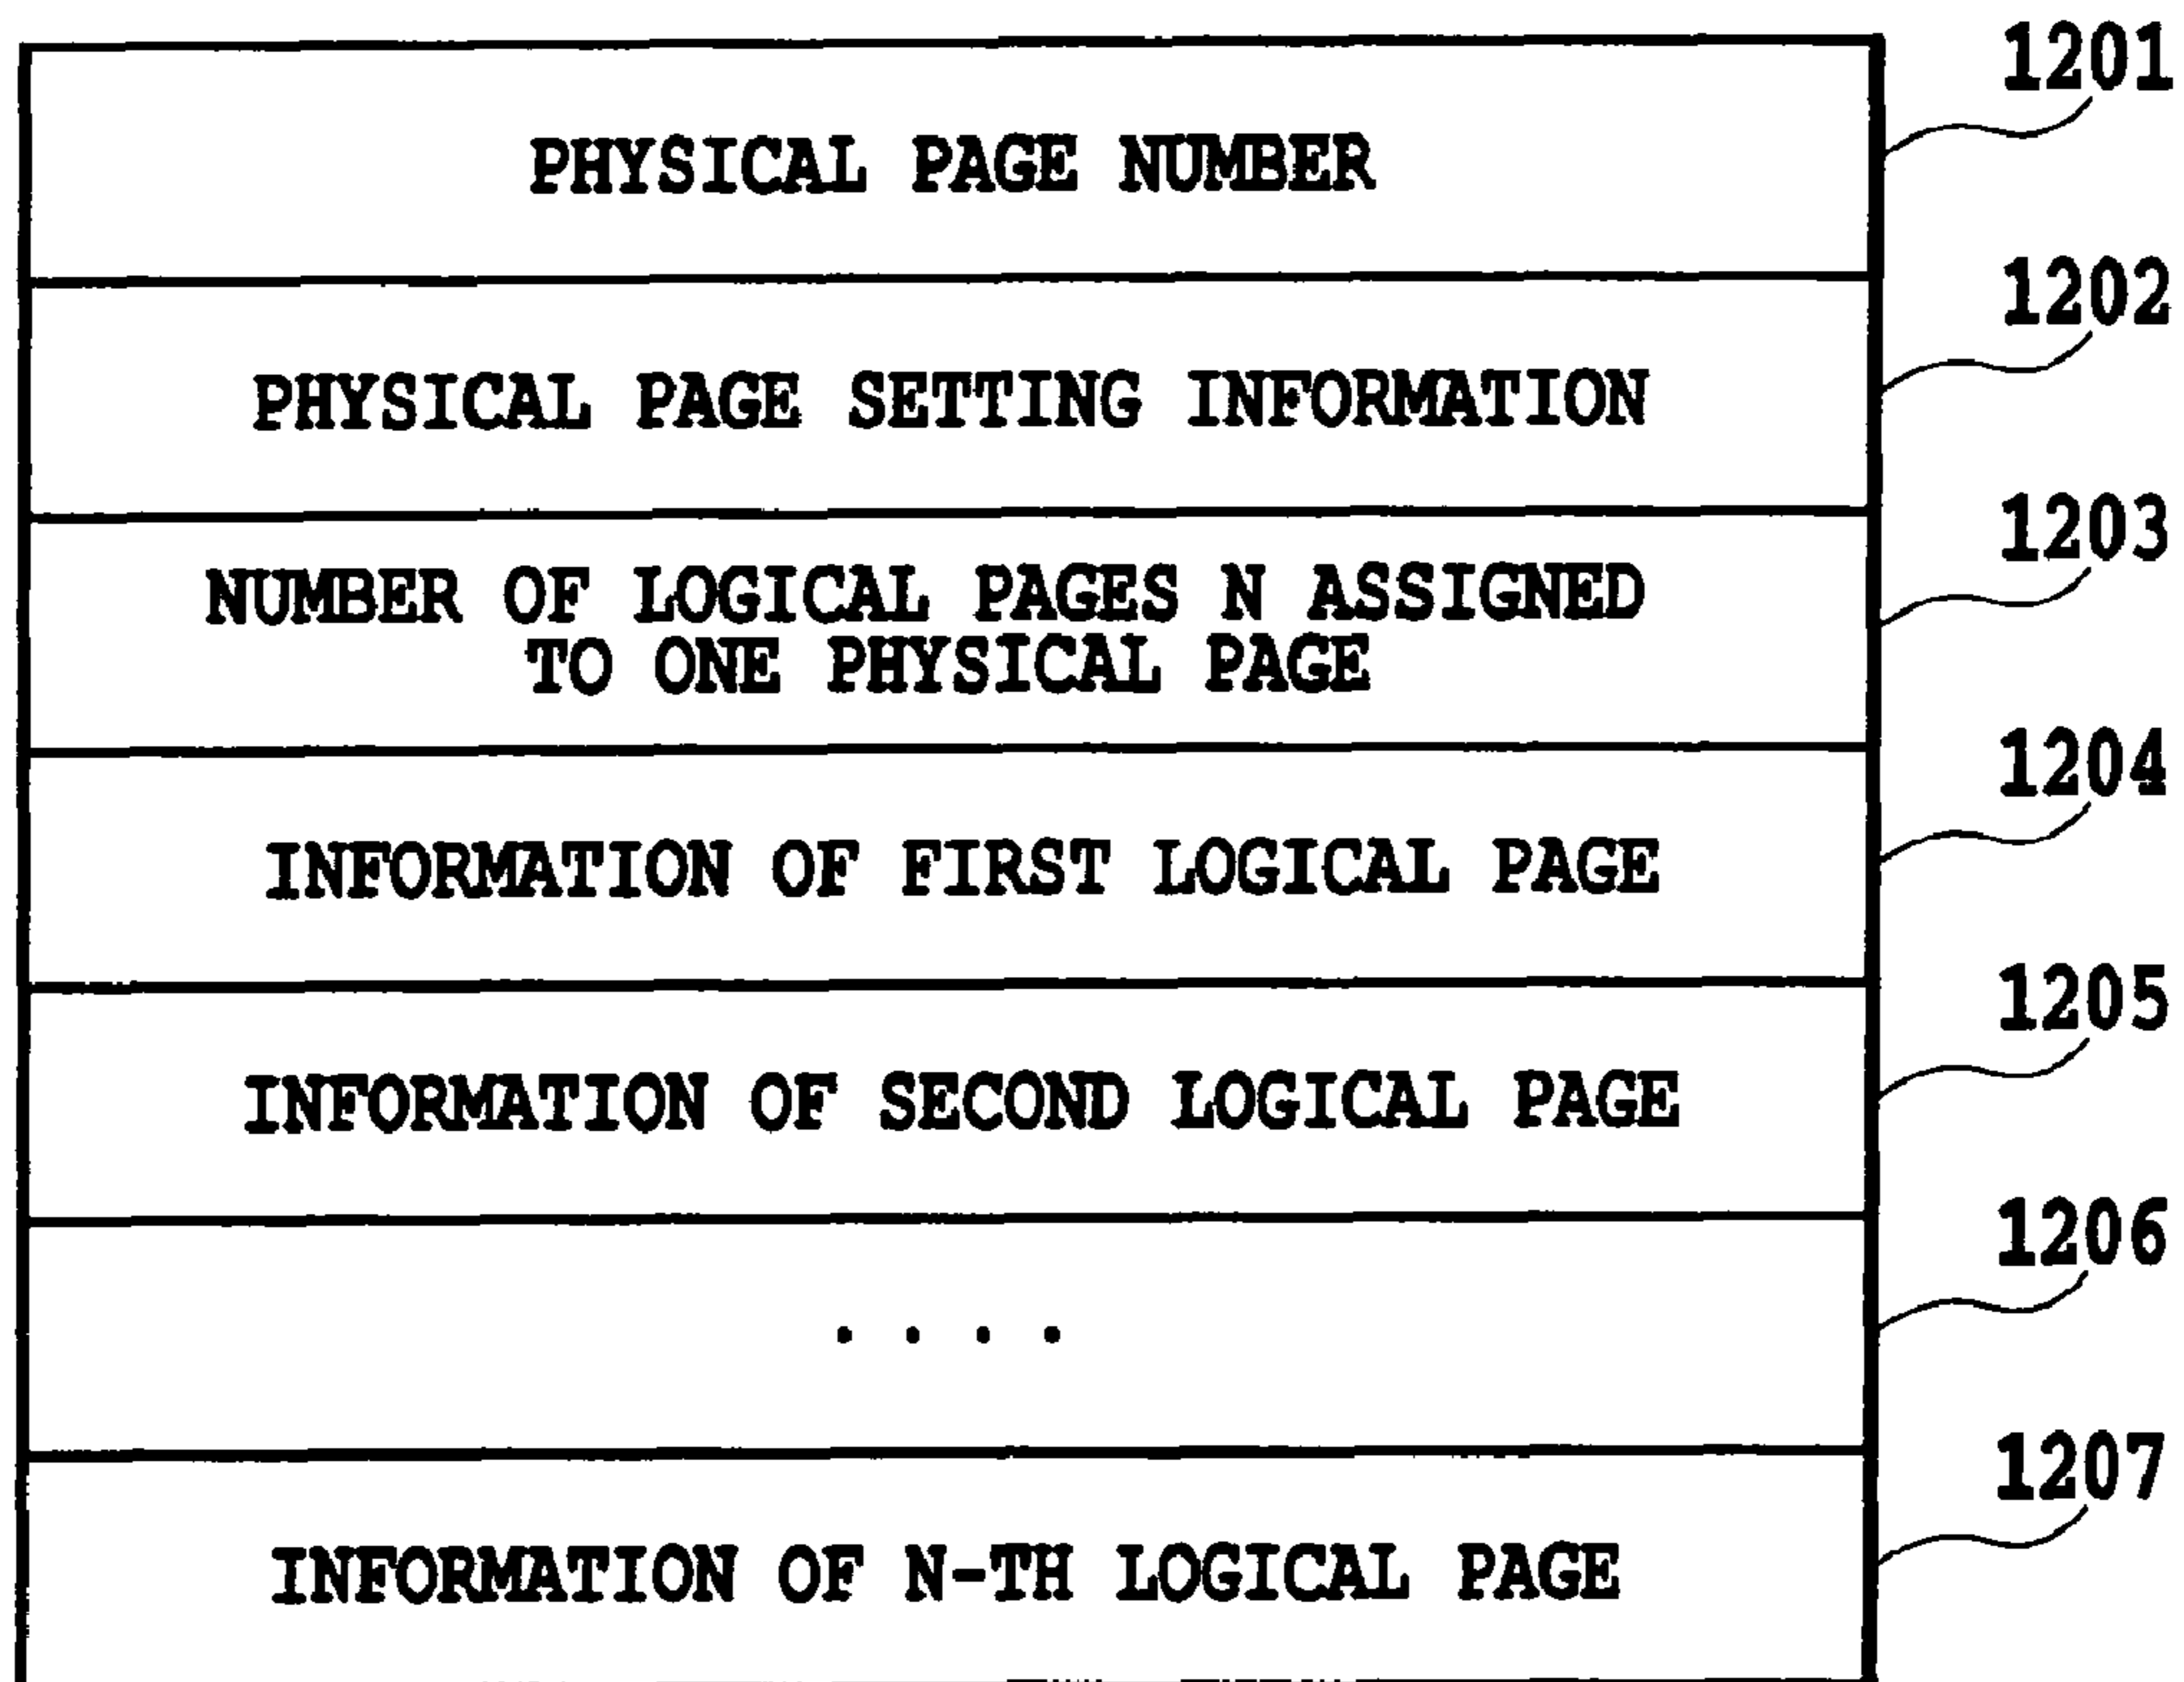 1201
PHYSICAL PAGE NUMBER
1202
PHYSICAL PAGE SETTING INFORMATION
1203
NUMBER OF LOGICAL PAGES N ASSIGNED
TO ONE PHYSICAL PAGE
1204
INFORMATION OF FIRST LOGICAL PAGE
1205
INFORMATION OF SECOND LOGICAL PAGE
1206
. . . .
1207
INFORMATION OF N-TH LOGICAL PAGE